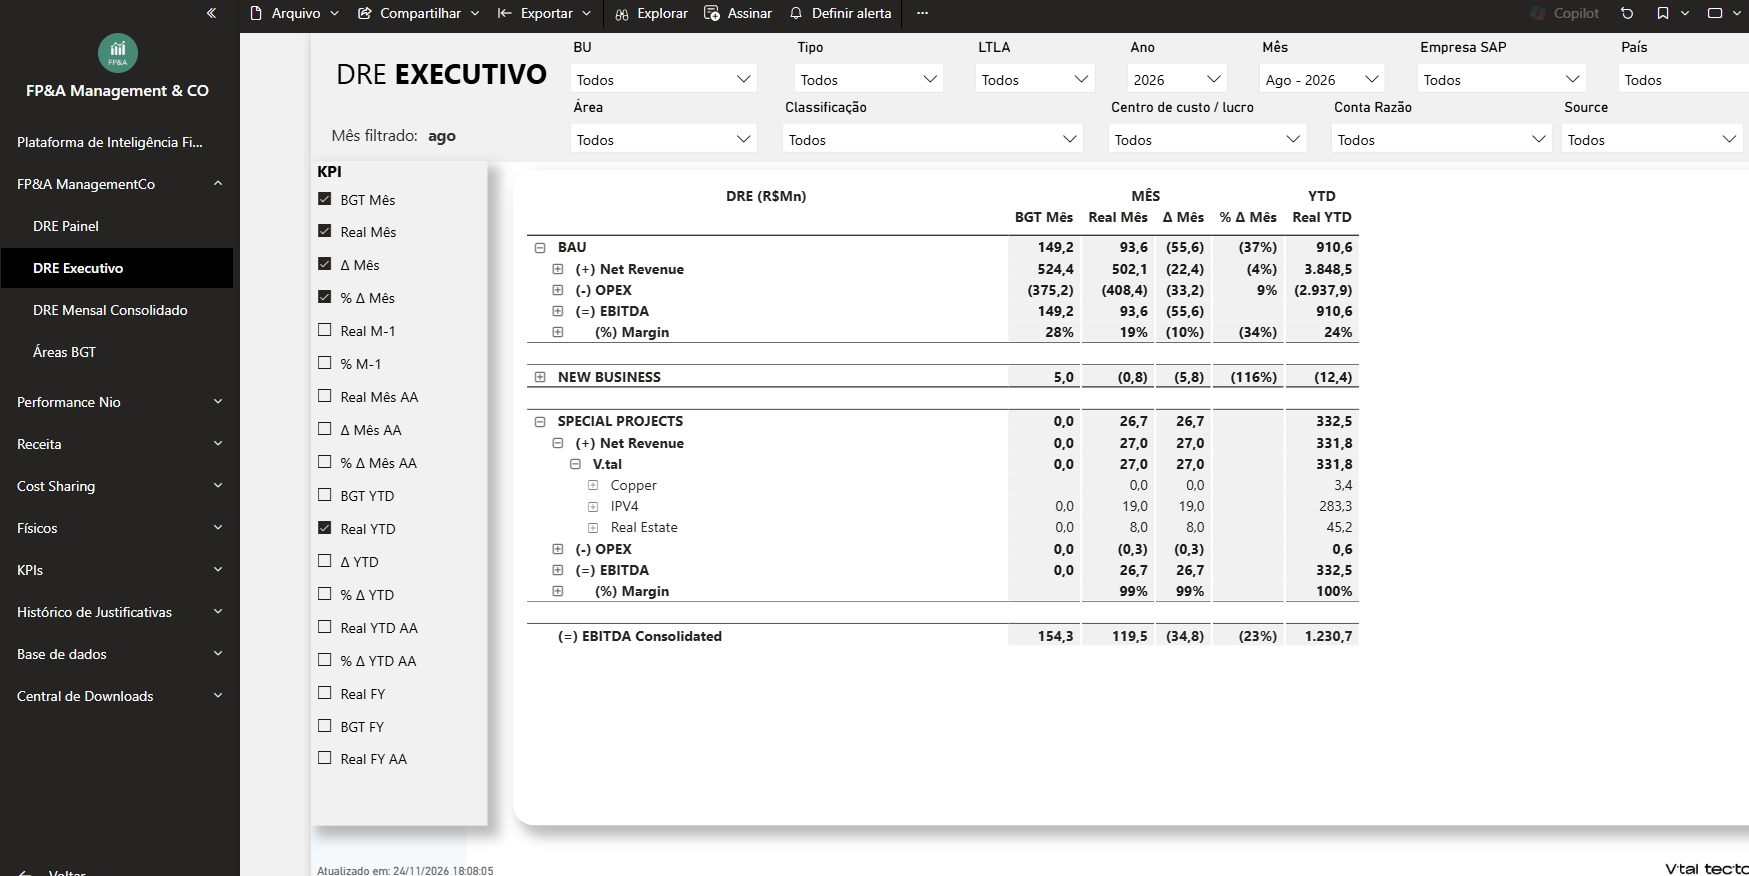 Arquivo Compartilhar Exportar Explorar Assinar Definir alerta ... Copilot
FP&A
FP&A Management & CO
Plataforma de Inteligência Fi...
FP&A ManagementCo
DRE Painel
DRE Executivo
DRE Mensal Consolidado
Áreas BGT
Performance Nio
Receita
Cost Sharing
Físicos
KPIs
Histórico de Justificativas
Base de dados
Central de Downloads
Voltar
DRE EXECUTIVO
Mês filtrado: ago
BU Tipo LTLA Ano Mês Empresa SAP País
Todos Todos Todos 2026 Ago - 2026 Todos Todos
Área Classificação Centro de custo / lucro Conta Razão Source
Todos Todos Todos Todos Todos
KPI
BGT Mês
Real Mês
Δ Mês
% Δ Mês
Real M-1
% M-1
Real Mês AA
Δ Mês AA
% Δ Mês AA
BGT YTD
Real YTD
Δ YTD
% Δ YTD
Real YTD AA
% Δ YTD AA
Real FY
BGT FY
Real FY AA
DRE (R$Mn) MÊS YTD
BGT Mês Real Mês Δ Mês % Δ Mês Real YTD
BAU 149,2 93,6 (55,6) (37%) 910,6
(+) Net Revenue 524,4 502,1 (22,4) (4%) 3.848,5
(-) OPEX (375,2) (408,4) (33,2) 9% (2.937,9)
(=) EBITDA 149,2 93,6 (55,6) 910,6
(%) Margin 28% 19% (10%) (34%) 24%
NEW BUSINESS 5,0 (0,8) (5,8) (116%) (12,4)
SPECIAL PROJECTS 0,0 26,7 26,7 332,5
(+) Net Revenue 0,0 27,0 27,0 331,8
V.tal 0,0 27,0 27,0 331,8
Copper 0,0 0,0 3,4
IPV4 0,0 19,0 19,0 283,3
Real Estate 0,0 8,0 8,0 45,2
(-) OPEX 0,0 (0,3) (0,3) 0,6
(=) EBITDA 0,0 26,7 26,7 332,5
(%) Margin 99% 99% 100%
(=) EBITDA Consolidated 154,3 119,5 (34,8) (23%) 1.230,7
Atualizado em: 24/11/2026 18:08:05
V.tal tecto